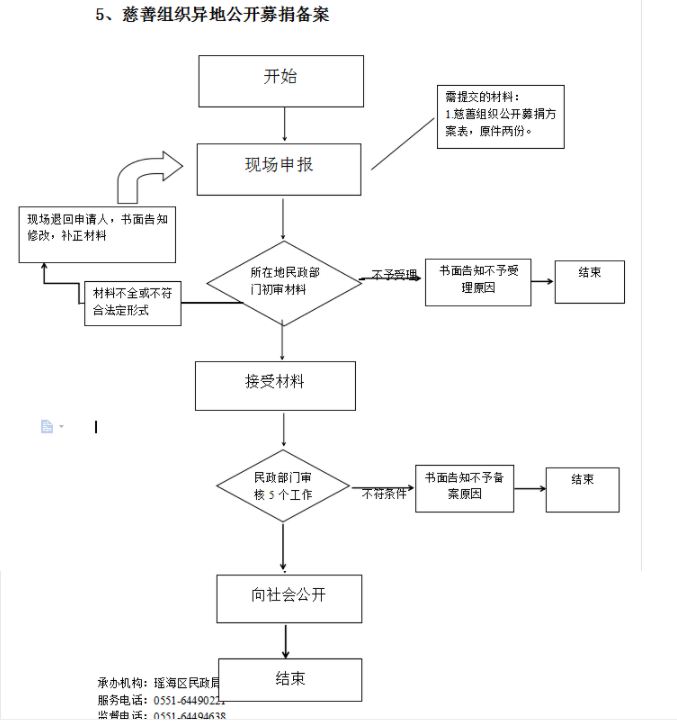 5、慈善组织异地公开募捐备案
开始
需提交的材料：
1.慈善组织公开募捐方
案表，原件两份。
现场申报
现场退回申请人，书面告知
修改，补正材料
所在地民政部
门初审材料
不予受理
书面告知不予受
理原因
结束
材料不全或不符
合法定形式
接受材料
民政部门审
核 5 个工作
不符条件
书面告知不予备
案原因
结束
向社会公开
结束
承办机构：瑶海区民政局
服务电话：0551-64490221
监督电话：0551-64494638